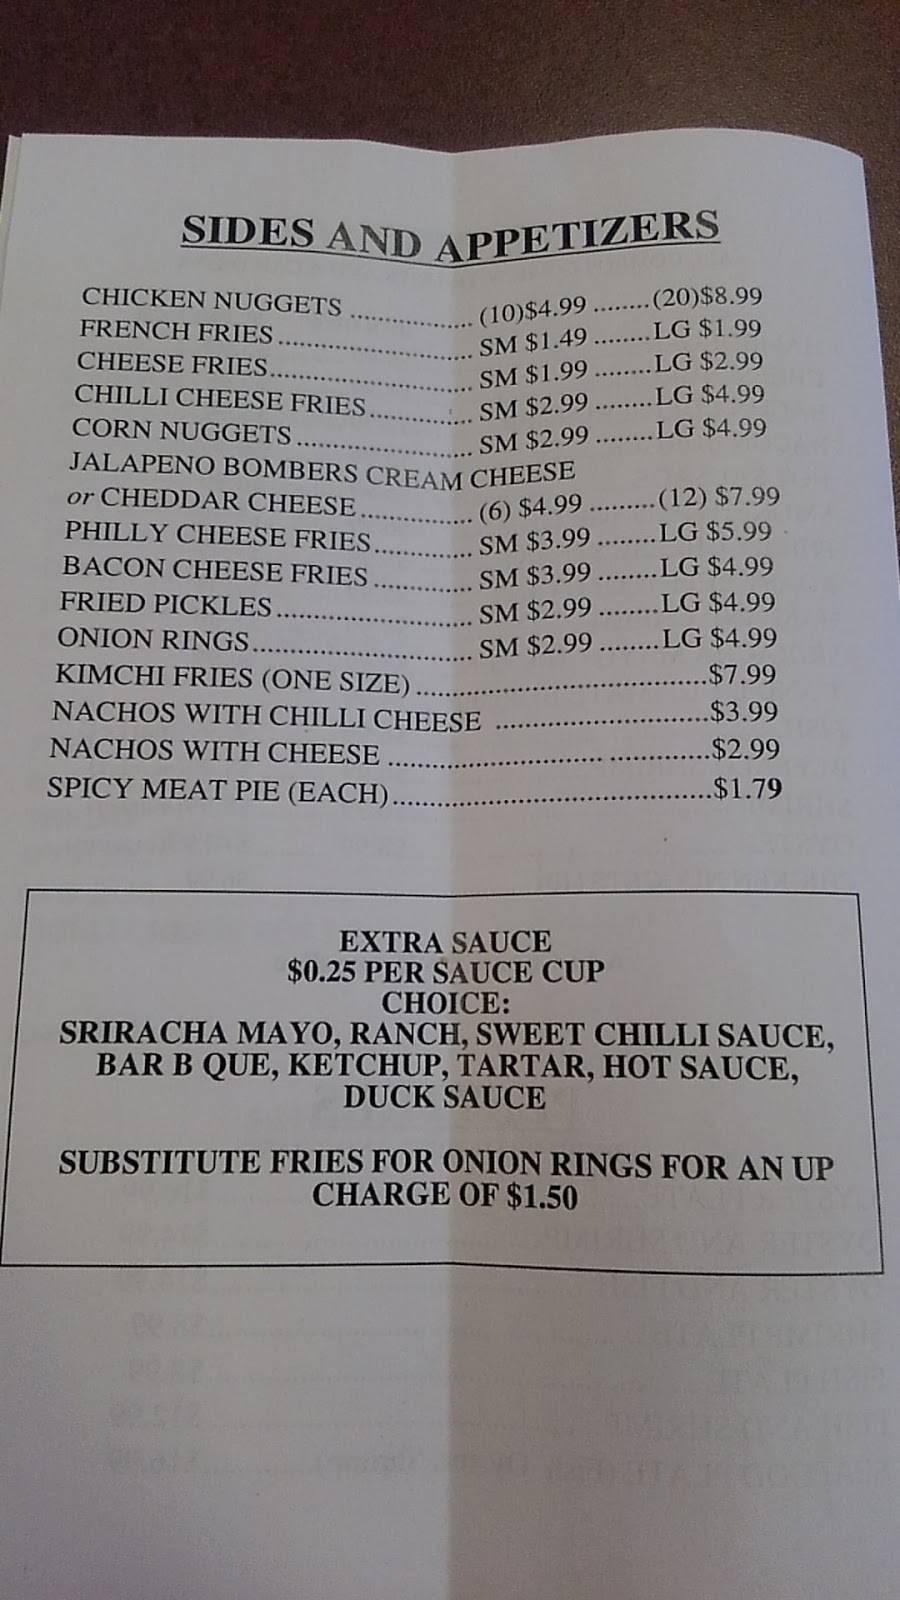 SIDES AND APPETIZERS
CHICKEN NUGGETS ................. (10)$4.99 ........(20)$8.99
FRENCH FRIES............................ SM $1.49 ........LG $1.99
CHEESE FRIES............................. SM $1.99 ........LG $2.99
CHILLI CHEESE FRIES............... SM $2.99 ........LG $4.99
CORN NUGGETS......................... SM $2.99 ........LG $4.99
JALAPENO BOMBERS CREAM CHEESE
or CHEDDAR CHEESE................ (6) $4.99 .........(12) $7.99
PHILLY CHEESE FRIES.............. SM $3.99 ........LG $5.99
BACON CHEESE FRIES.............. SM $3.99 ........LG $4.99
FRIED PICKLES............................ SM $2.99 ........LG $4.99
ONION RINGS............................... SM $2.99 ........LG $4.99
KIMCHI FRIES (ONE SIZE).........................................$7.99
NACHOS WITH CHILLI CHEESE ..............................$3.99
NACHOS WITH CHEESE ............................................$2.99
SPICY MEAT PIE (EACH)............................................$1.79
EXTRA SAUCE
$0.25 PER SAUCE CUP
CHOICE:
SRIRACHA MAYO, RANCH, SWEET CHILLI SAUCE,
BAR B QUE, KETCHUP, TARTAR, HOT SAUCE,
DUCK SAUCE
SUBSTITUTE FRIES FOR ONION RINGS FOR AN UP
CHARGE OF $1.50